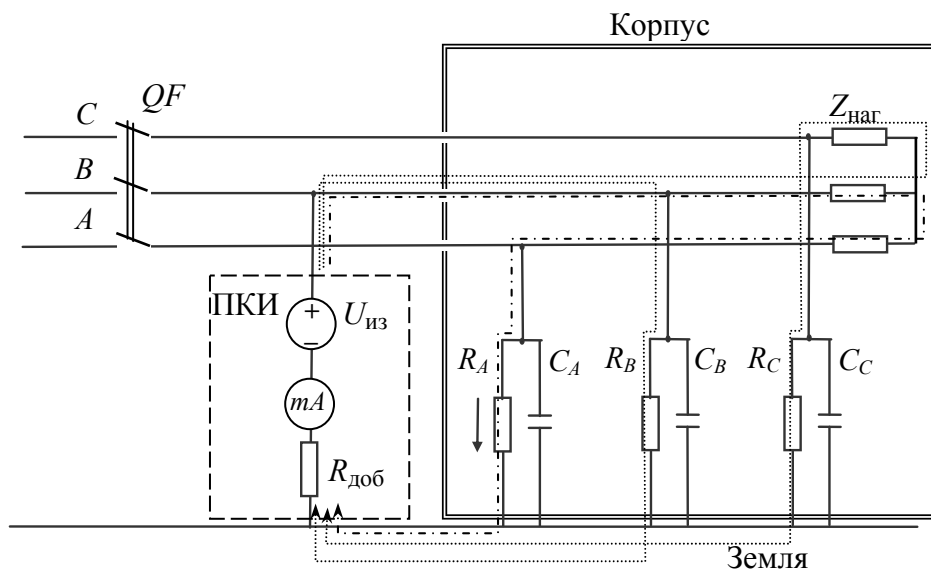 Корпус
C QF Zнаг
B
A
ПКИ + Uиз
−
RA CA RB CB RC CC
mA
Rдоб
Земля